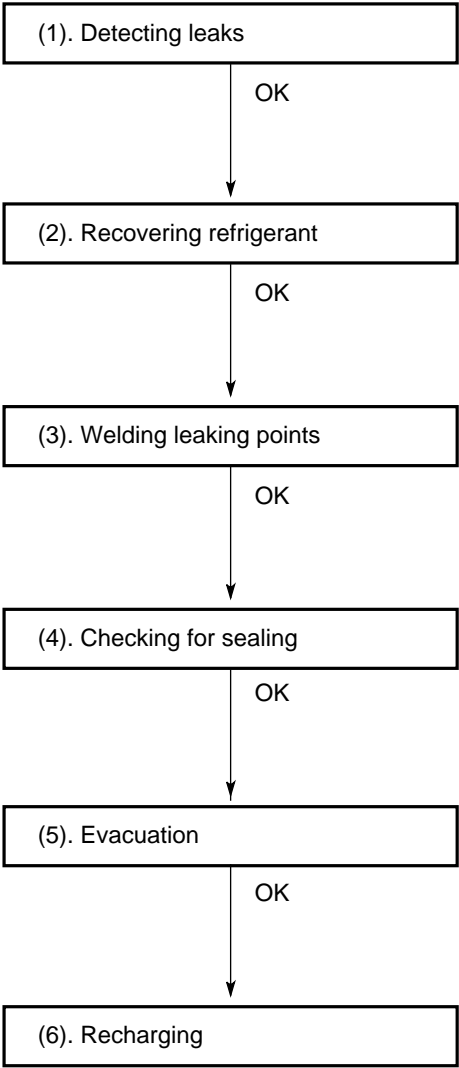 (1). Detecting leaks
OK
(2). Recovering refrigerant
OK
(3). Welding leaking points
OK
(4). Checking for sealing
OK
(5). Evacuation
OK
(6). Recharging